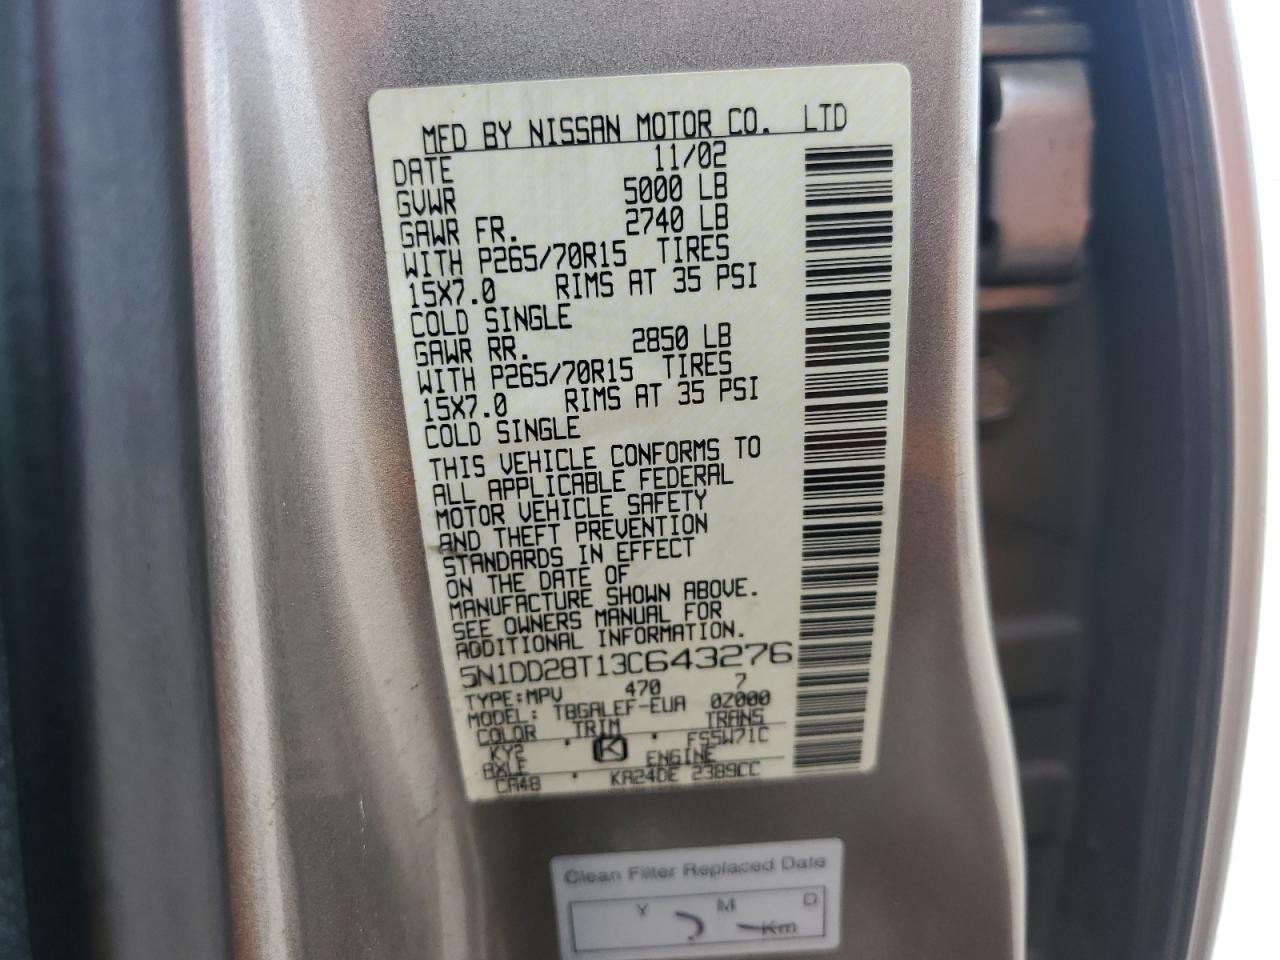 MFD BY NISSAN MOTOR CO. LTD
DATE 11/02
GVWR 5000 LB
GAWR FR. 2740 LB
WITH P265/70R15 TIRES
15X7.0 RIMS AT 35 PSI
COLD SINGLE
GAWR RR. 2850 LB
WITH P265/70R15 TIRES
15X7.0 RIMS AT 35 PSI
COLD SINGLE
THIS VEHICLE CONFORMS TO
ALL APPLICABLE FEDERAL
MOTOR VEHICLE SAFETY
AND THEFT PREVENTION
STANDARDS IN EFFECT
ON THE DATE OF
MANUFACTURE SHOWN ABOVE.
SEE OWNERS MANUAL FOR
ADDITIONAL INFORMATION.
5N1DD28T13C643276
TYPE:MPV 470 7
MODEL: TBGALEF-EUA 0Z000
COLOR TRIM TRANS
KY2 K FS5W71C
AXLE ENGINE
CA48 KA24DE 2389CC
Clean Filter Replaced Date
Y M D
Km